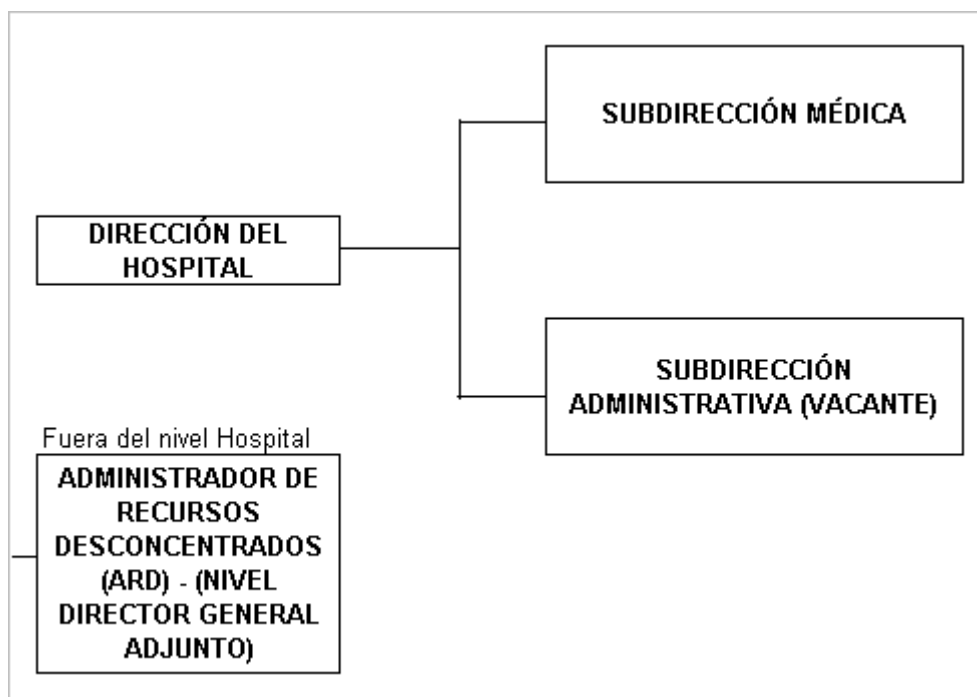 SUBDIRECCIÓN MÉDICA
DIRECCIÓN DEL
HOSPITAL
SUBDIRECCIÓN
ADMINISTRATIVA (VACANTE)
Fuera del nivel Hospital
ADMINISTRADOR DE
RECURSOS
DESCONCENTRADOS
(ARD) - (NIVEL
DIRECTOR GENERAL
ADJUNTO)